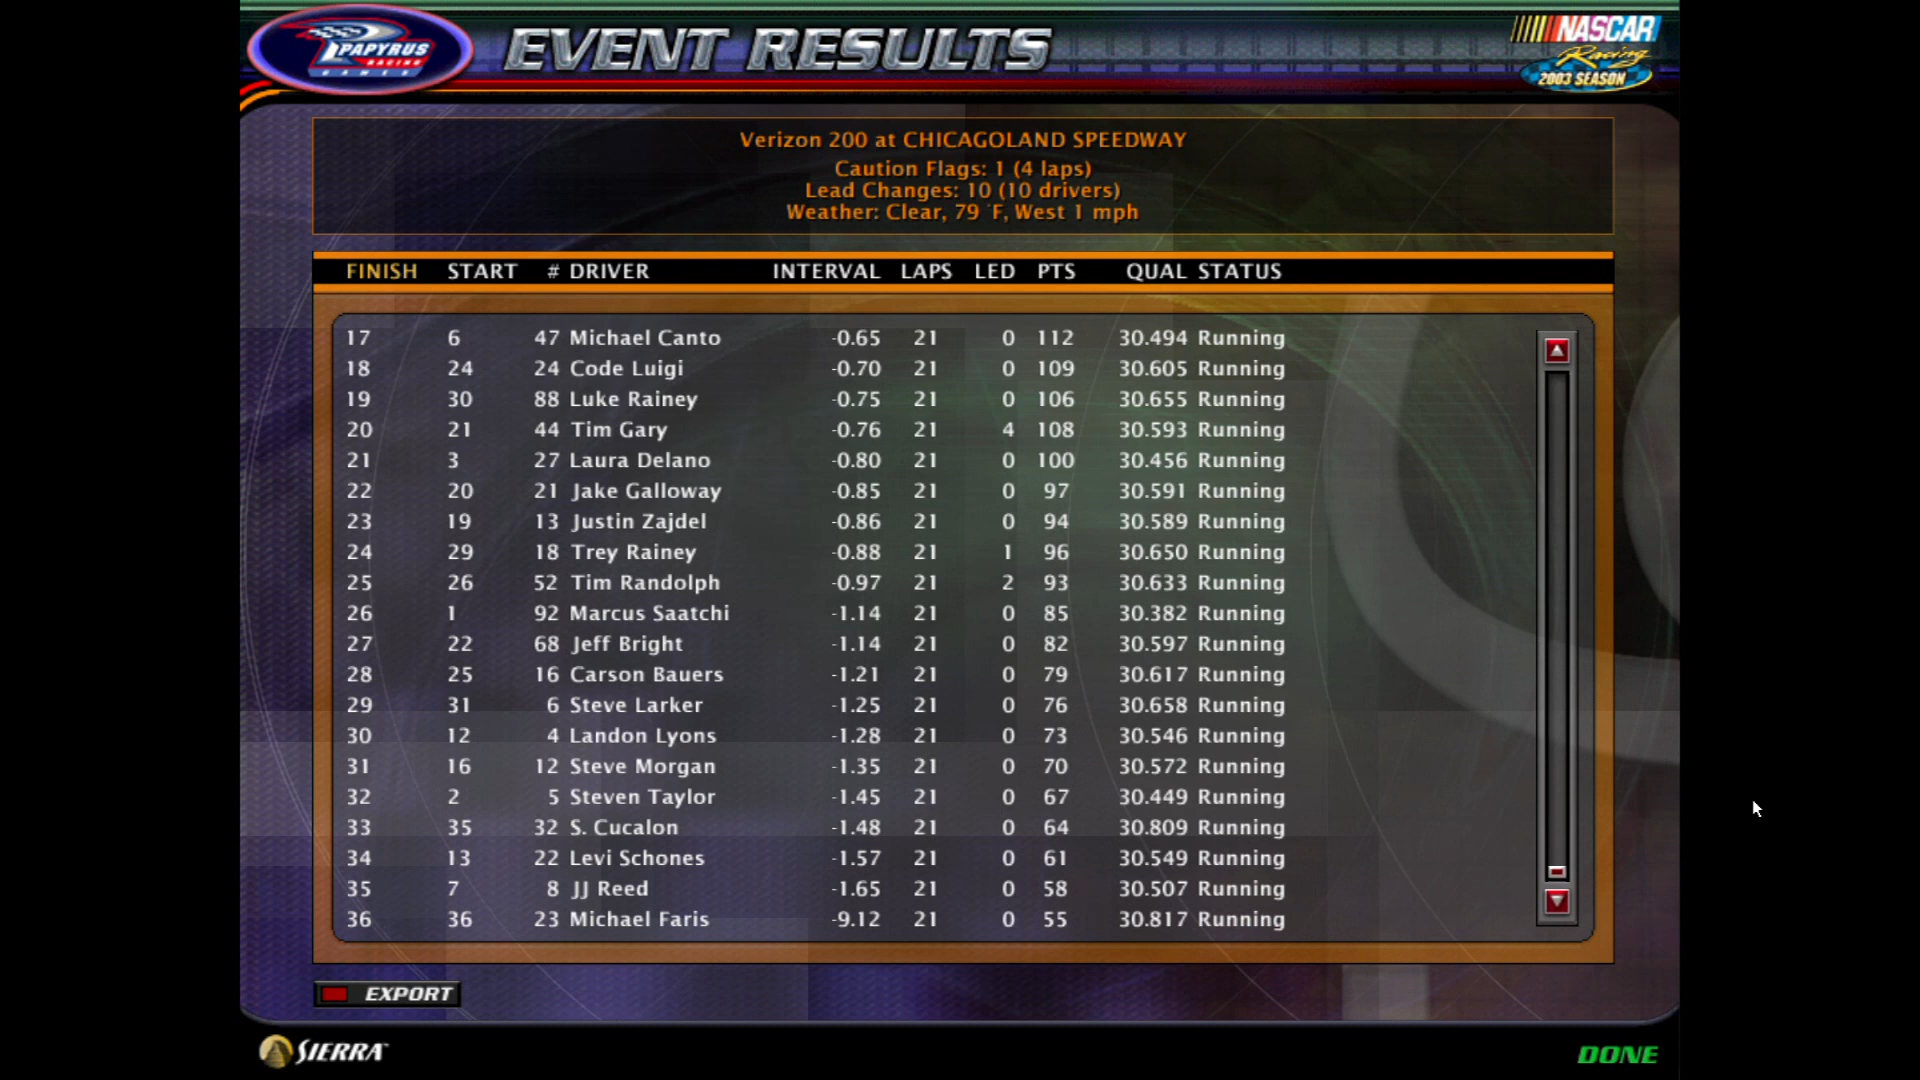 PAPYRUS
RACING
GAMES
EVENT RESULTS
NASCAR
Racing
2003 SEASON
Verizon 200 at CHICAGOLAND SPEEDWAY
Caution Flags: 1 (4 laps)
Lead Changes: 10 (10 drivers)
Weather: Clear, 79 °F, West 1 mph
FINISH START # DRIVER INTERVAL LAPS LED PTS QUAL STATUS
17 6 47 Michael Canto -0.65 21 0 112 30.494 Running
18 24 24 Code Luigi -0.70 21 0 109 30.605 Running
19 30 88 Luke Rainey -0.75 21 0 106 30.655 Running
20 21 44 Tim Gary -0.76 21 4 108 30.593 Running
21 3 27 Laura Delano -0.80 21 0 100 30.456 Running
22 20 21 Jake Galloway -0.85 21 0 97 30.591 Running
23 19 13 Justin Zajdel -0.86 21 0 94 30.589 Running
24 29 18 Trey Rainey -0.88 21 1 96 30.650 Running
25 26 52 Tim Randolph -0.97 21 2 93 30.633 Running
26 1 92 Marcus Saatchi -1.14 21 0 85 30.382 Running
27 22 68 Jeff Bright -1.14 21 0 82 30.597 Running
28 25 16 Carson Bauers -1.21 21 0 79 30.617 Running
29 31 6 Steve Larker -1.25 21 0 76 30.658 Running
30 12 4 Landon Lyons -1.28 21 0 73 30.546 Running
31 16 12 Steve Morgan -1.35 21 0 70 30.572 Running
32 2 5 Steven Taylor -1.45 21 0 67 30.449 Running
33 35 32 S. Cucalon -1.48 21 0 64 30.809 Running
34 13 22 Levi Schones -1.57 21 0 61 30.549 Running
35 7 8 JJ Reed -1.65 21 0 58 30.507 Running
36 36 23 Michael Faris -9.12 21 0 55 30.817 Running
EXPORT
SIERRA
DONE